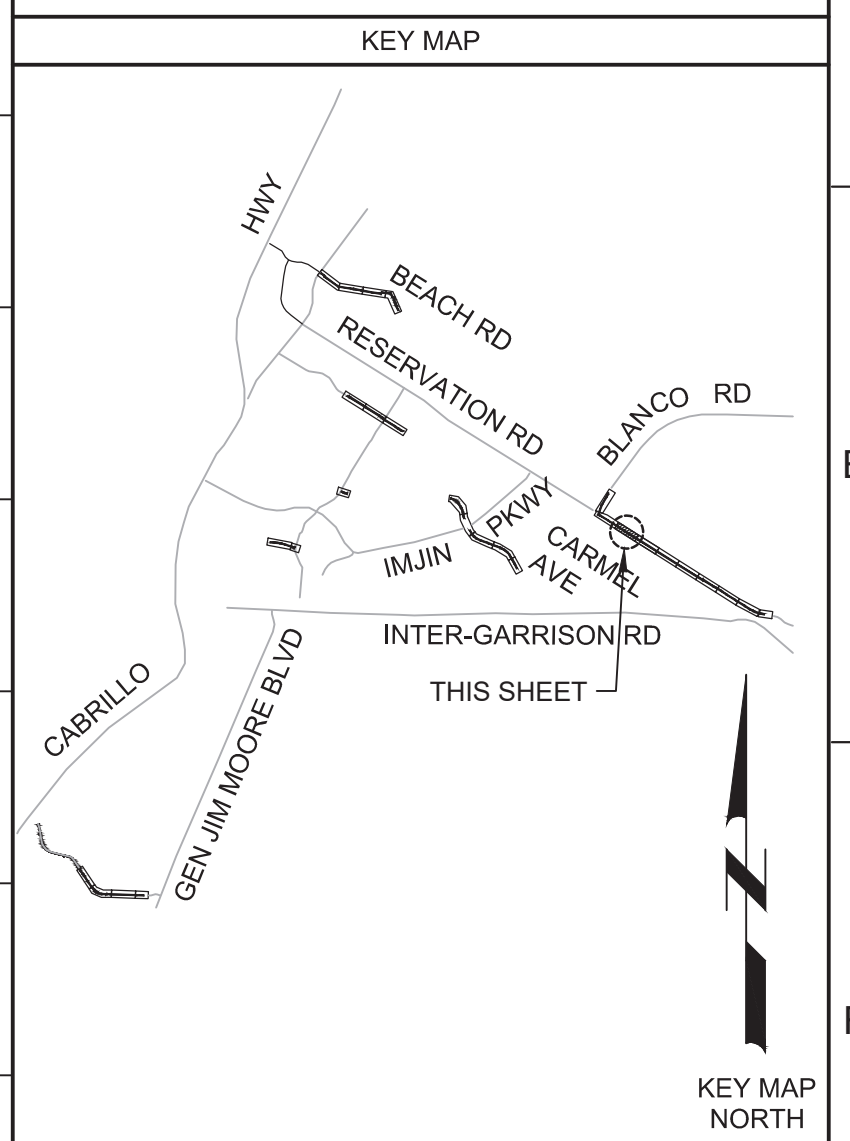 KEY MAP
HWY
BEACH RD
RESERVATION RD
BLANCO RD
PKWY
IMJIN
CARMEL
AVE
INTER-GARRISON RD
THIS SHEET
CABRILLO
GEN JIM MOORE BLVD
N
KEY MAP
NORTH